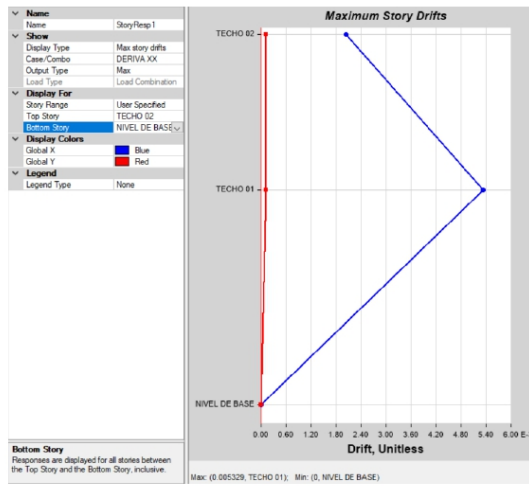 Name
Name StoryResp1
Show
Display Type Max story drifts
Case/Combo DERIVA XX
Output Type Max
Load Type Load Combination
Display For
Story Range User Specified
Top Story TECHO 02
Bottom Story NIVEL DE BASE
Display Colors
Global X Blue
Global Y Red
Legend
Legend Type None
Bottom Story
Responses are displayed for all stories between
the Top Story and the Bottom Story, inclusive.
Maximum Story Drifts
TECHO 02
TECHO 01
NIVEL DE BASE
0.00 0.60 1.20 1.80 2.40 3.00 3.60 4.20 4.80 5.40 6.00 E-
Drift, Unitless
Max: (0.005329, TECHO 01); Min: (0, NIVEL DE BASE)